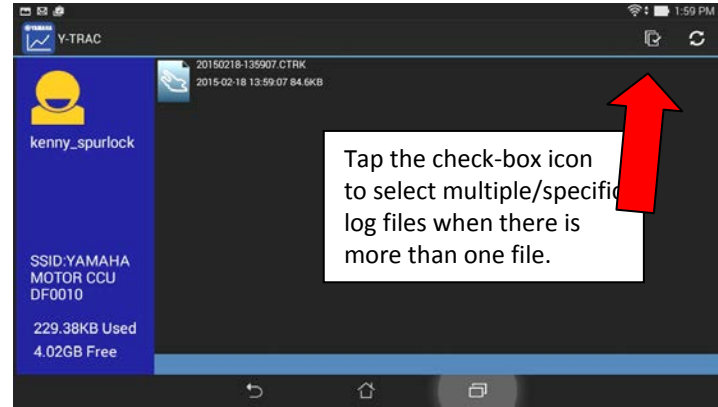 1:59 PM
YAMAHA
Y-TRAC
20150218-135907.CTRK
2015-02-18 13:59:07 84.6KB
kenny_spurlock
Tap the check-box icon
to select multiple/specific
log files when there is
more than one file.
SSID:YAMAHA
MOTOR CCU
DF0010
229.38KB Used
4.02GB Free